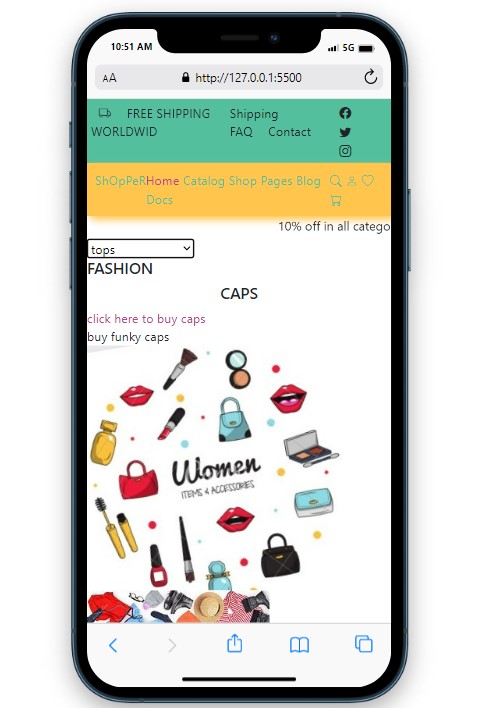 10:51 AM 5G
AA http://127.0.0.1:5500
FREE SHIPPING Shipping
WORLDWID FAQ Contact
ShOpPeRHome Catalog Shop Pages Blog
Docs
10% off in all catego
tops
FASHION
CAPS
click here to buy caps
buy funky caps
Women
ITEMS & ACCESSORIES